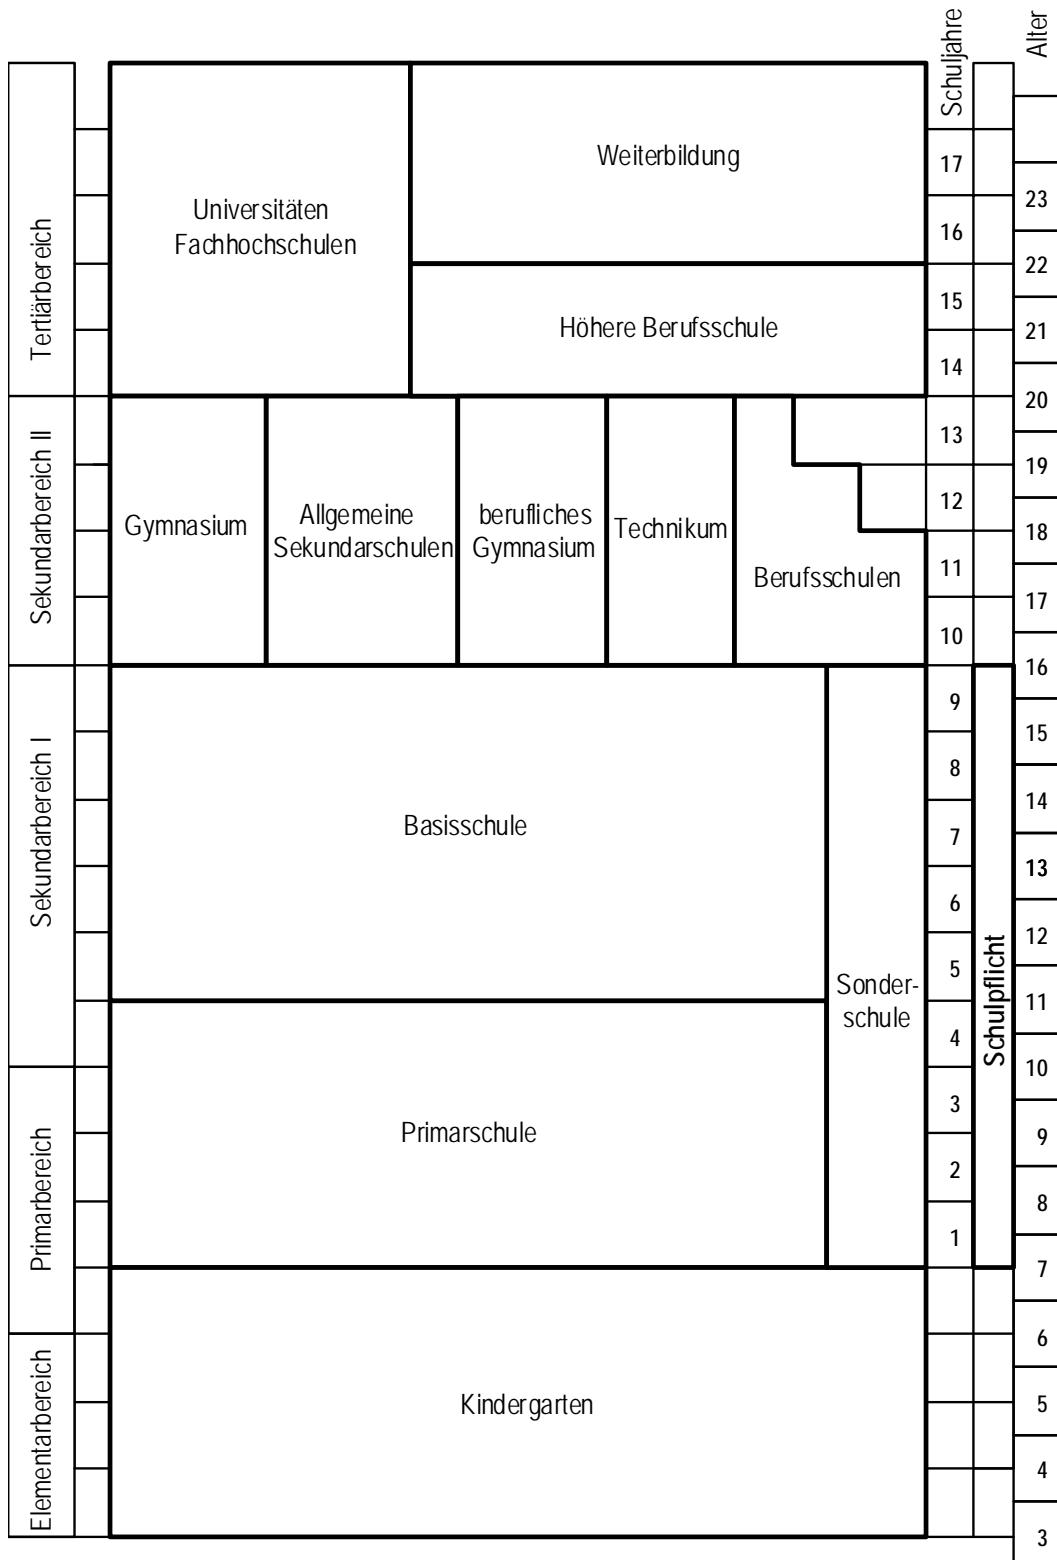 Schuljahre
Alter
Tertiärbereich
Universitäten
Fachhochschulen
Weiterbildung
Höhere Berufsschule
17
16
15
14
23
22
21
20
Sekundarbereich II
Gymnasium
Allgemeine
Sekundarschulen
berufliches
Gymnasium
Technikum
Berufsschulen
13
12
11
10
19
18
17
16
Sekundarbereich I
Basisschule
Sonder-
schule
9
8
7
6
5
4
Schulpflicht
15
14
13
12
11
10
Primarbereich
Primarschule
3
2
1
9
8
7
6
Elementarbereich
Kindergarten
5
4
3